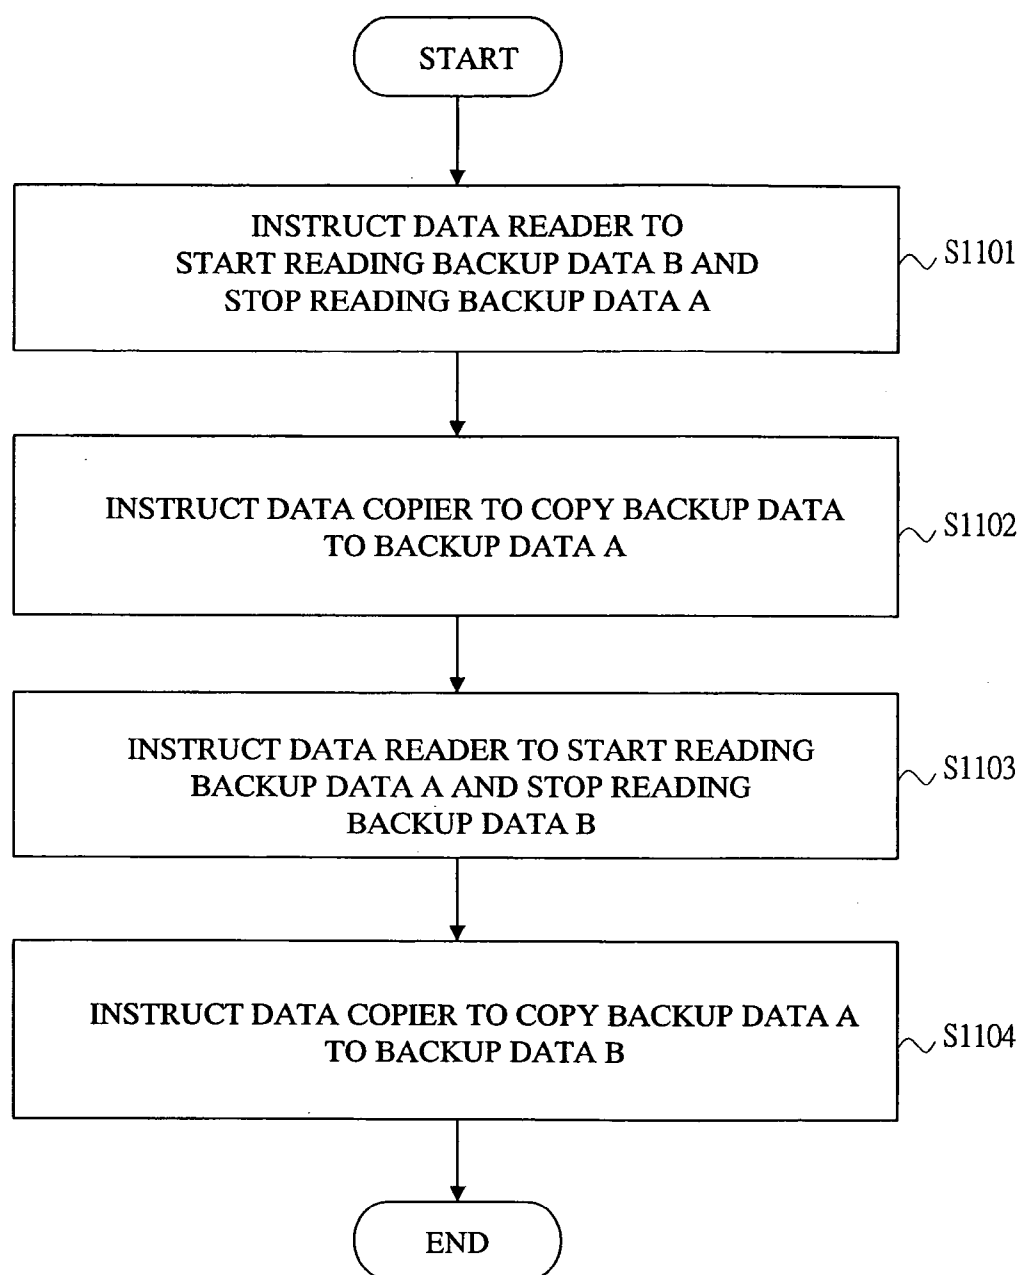 START
INSTRUCT DATA READER TO
START READING BACKUP DATA B AND
STOP READING BACKUP DATA A
S1101
INSTRUCT DATA COPIER TO COPY BACKUP DATA
TO BACKUP DATA A
S1102
INSTRUCT DATA READER TO START READING
BACKUP DATA A AND STOP READING
BACKUP DATA B
S1103
INSTRUCT DATA COPIER TO COPY BACKUP DATA A
TO BACKUP DATA B
S1104
END